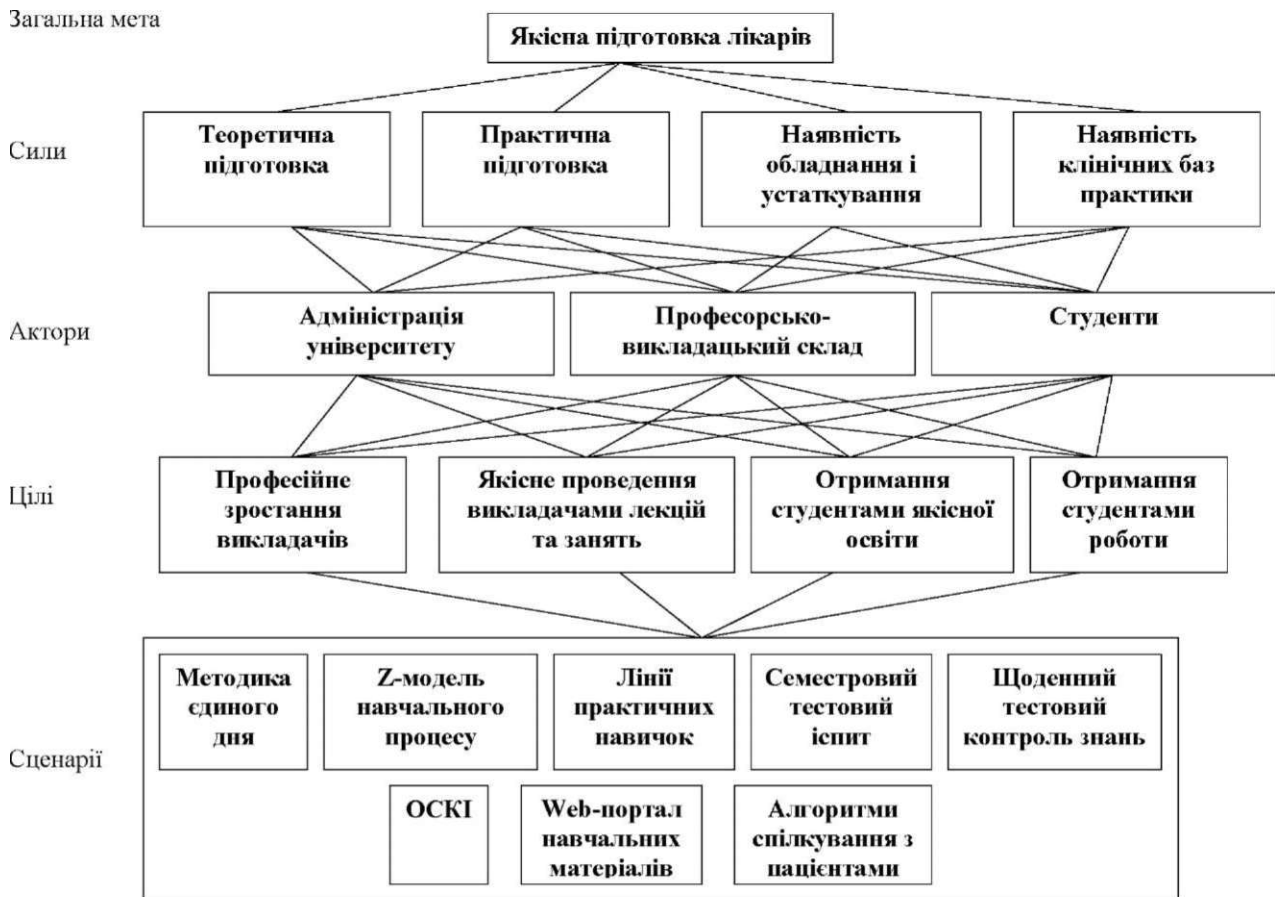 Загальна мета
Якісна підготовка лікарів
Сили
Теоретична
підготовка
Практична
підготовка
Наявність
обладнання і
устаткування
Наявність
клінічних баз
практики
Актори
Адміністрація
університету
Професорсько-
викладацький склад
Студенти
Цілі
Професійне
зростання
викладачів
Якісне проведення
викладачами лекцій
та занять
Отримання
студентами якісної
освіти
Отримання
студентами
роботи
Сценарії
Методика
єдиного
дня
Z-модель
навчального
процесу
Лінії
практичних
навичок
Семестровий
тестовий
іспит
Щоденний
тестовий
контроль знань
ОСКІ
Web-портал
навчальних
матеріалів
Алгоритми
спілкування з
пацієнтами